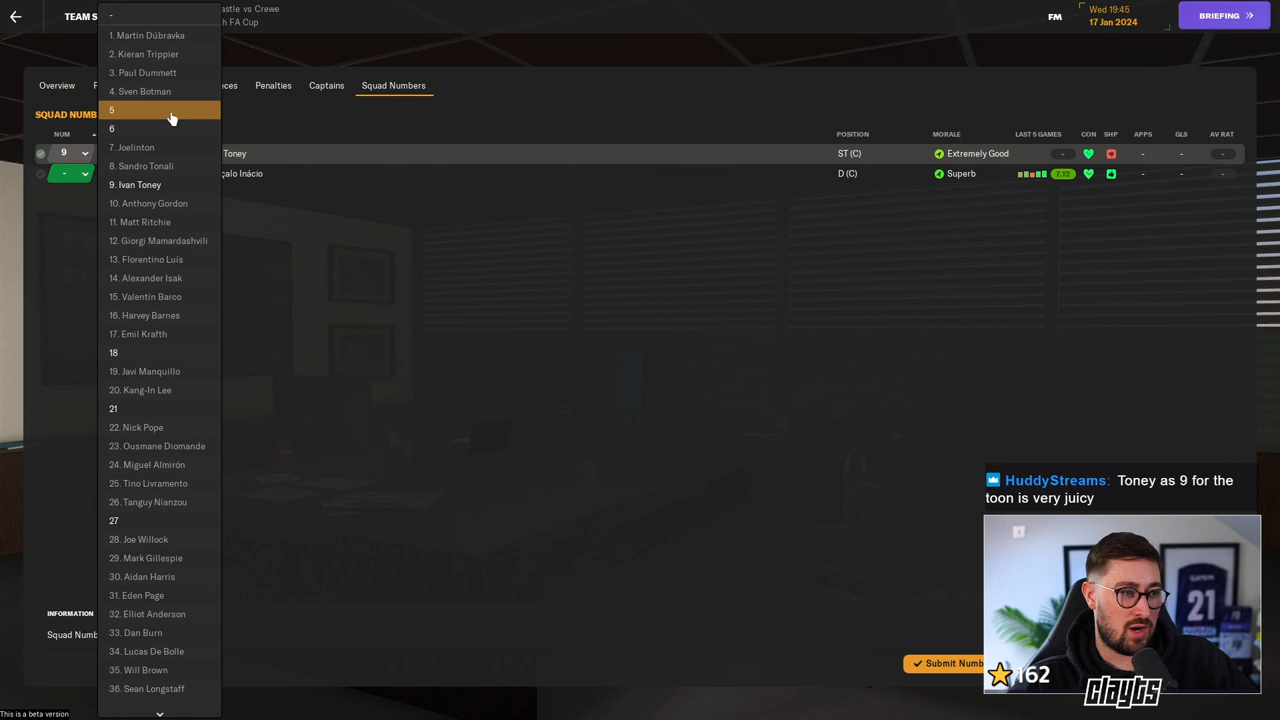 TEAM S
-
castle vs Crewe
h FA Cup
FM
Wed 19:45
17 Jan 2024
BRIEFING
Overview
P
eces
Penalties
Captains
Squad Numbers
SQUAD NUMB
NUM
POSITION
MORALE
LAST 5 GAMES
CON
SHP
APPS
GLS
AV RAT
9
Toney
ST (C)
Extremely Good
-
-
-
-
-
çalo Inácio
D (C)
Superb
7.12
-
-
-
1. Martin Dúbravka
2. Kieran Trippier
3. Paul Dummett
4. Sven Botman
5
6
7. Joelinton
8. Sandro Tonali
9. Ivan Toney
10. Anthony Gordon
11. Matt Ritchie
12. Giorgi Mamardashvili
13. Florentino Luís
14. Alexander Isak
15. Valentín Barco
16. Harvey Barnes
17. Emil Krafth
18
19. Javi Manquillo
20. Kang-In Lee
21
22. Nick Pope
23. Ousmane Diomande
24. Miguel Almirón
25. Tino Livramento
26. Tanguy Nianzou
27
28. Joe Willock
29. Mark Gillespie
30. Aidan Harris
31. Eden Page
32. Elliot Anderson
33. Dan Burn
34. Lucas De Bolle
35. Will Brown
36. Sean Longstaff
INFORMATION
Squad Numb
Submit Numb
HuddyStreams: Toney as 9 for the
toon is very juicy
21
162
clayts
This is a beta version